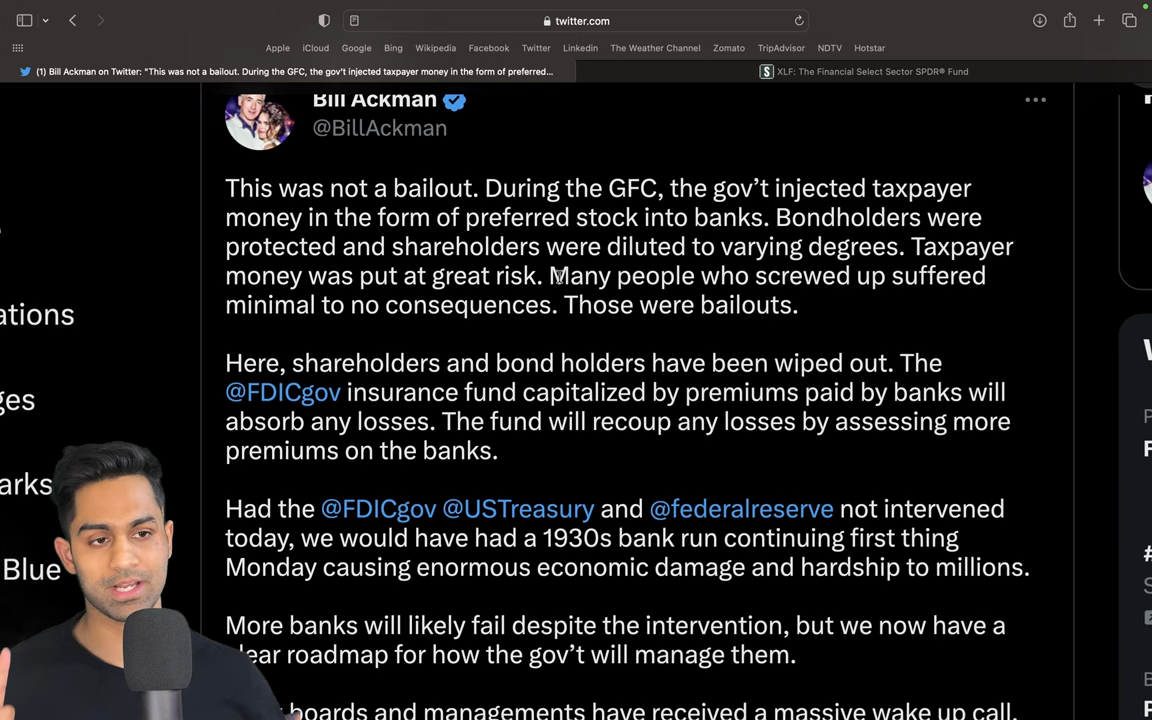 twitter.com
Apple iCloud Google Bing Wikipedia Facebook Twitter Linkedin The Weather Channel Zomato TripAdvisor NDTV Hotstar
(1) Bill Ackman on Twitter: "This was not a bailout. During the GFC, the gov't injected taxpayer money in the form of preferred...
S XLF: The Financial Select Sector SPDR® Fund
Bill Ackman
@BillAckman
This was not a bailout. During the GFC, the gov’t injected taxpayer
money in the form of preferred stock into banks. Bondholders were
protected and shareholders were diluted to varying degrees. Taxpayer
money was put at great risk. Many people who screwed up suffered
minimal to no consequences. Those were bailouts.
Here, shareholders and bond holders have been wiped out. The
@FDICgov insurance fund capitalized by premiums paid by banks will
absorb any losses. The fund will recoup any losses by assessing more
premiums on the banks.
Had the @FDICgov @USTreasury and @federalreserve not intervened
today, we would have had a 1930s bank run continuing first thing
Monday causing enormous economic damage and hardship to millions.
More banks will likely fail despite the intervention, but we now have a
lear roadmap for how the gov’t will manage them.
boards and managements have received a massive wake up call.
ations
ges
arks
Blue